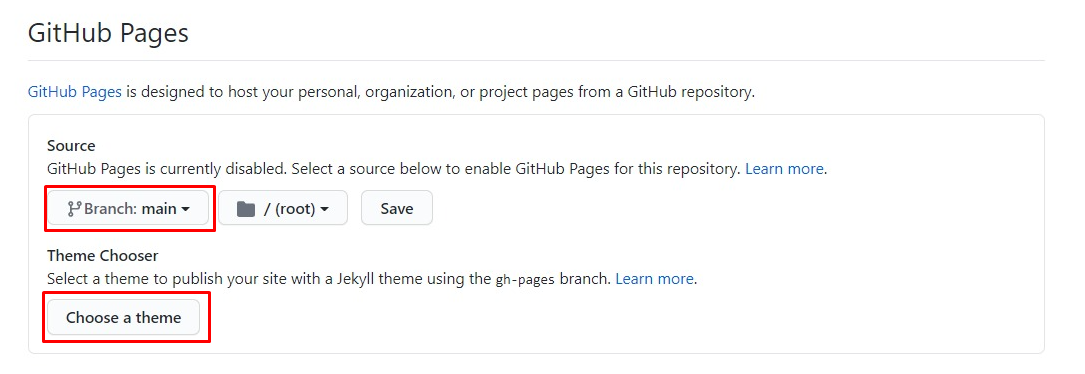 GitHub Pages
GitHub Pages is designed to host your personal, organization, or project pages from a GitHub repository.
Source
GitHub Pages is currently disabled. Select a source below to enable GitHub Pages for this repository. Learn more.
Branch: main / (root) Save
Theme Chooser
Select a theme to publish your site with a Jekyll theme using the gh-pages branch. Learn more.
Choose a theme